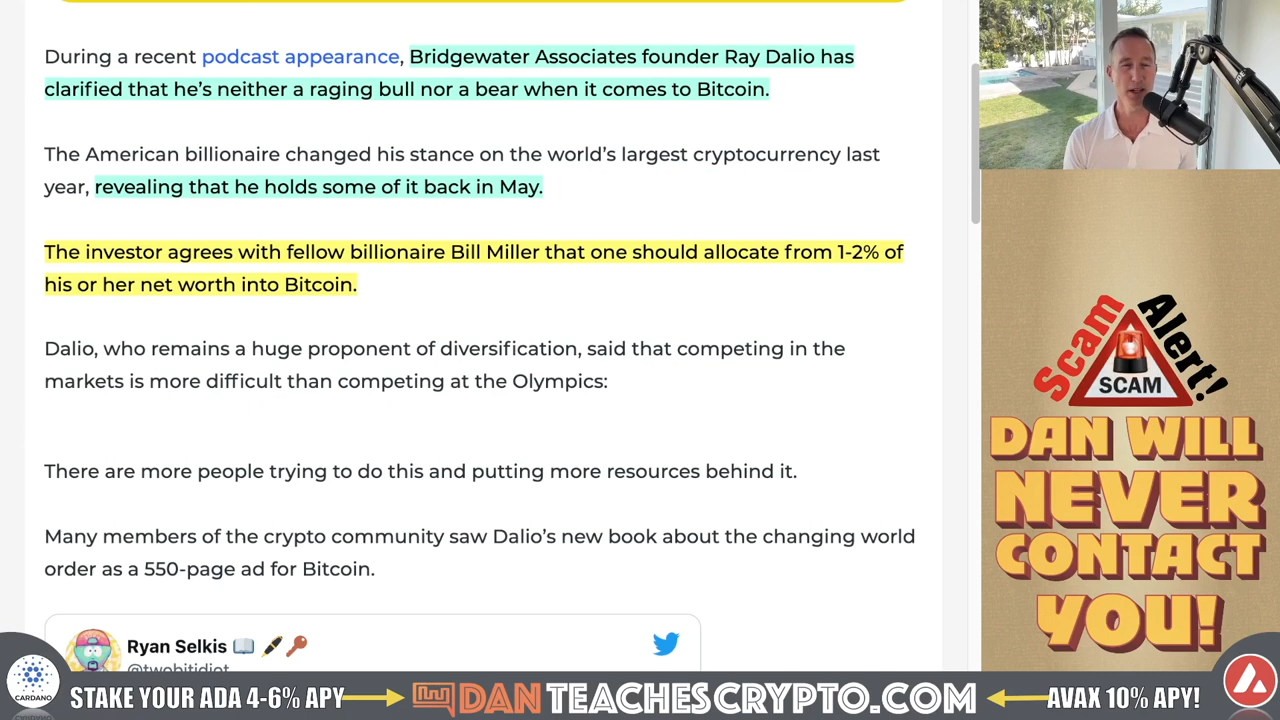 During a recent podcast appearance, Bridgewater Associates founder Ray Dalio has
clarified that he’s neither a raging bull nor a bear when it comes to Bitcoin.
The American billionaire changed his stance on the world’s largest cryptocurrency last
year, revealing that he holds some of it back in May.
The investor agrees with fellow billionaire Bill Miller that one should allocate from 1-2% of
his or her net worth into Bitcoin.
Dalio, who remains a huge proponent of diversification, said that competing in the
markets is more difficult than competing at the Olympics:
There are more people trying to do this and putting more resources behind it.
Many members of the crypto community saw Dalio’s new book about the changing world
order as a 550-page ad for Bitcoin.
Ryan Selkis
@twobitidiot
Scam Alert!
SCAM
DAN WILL
NEVER
CONTACT
YOU!
CARDANO
STAKE YOUR ADA 4-6% APY
DANTEACHESCRYPTO.COM
AVAX 10% APY!